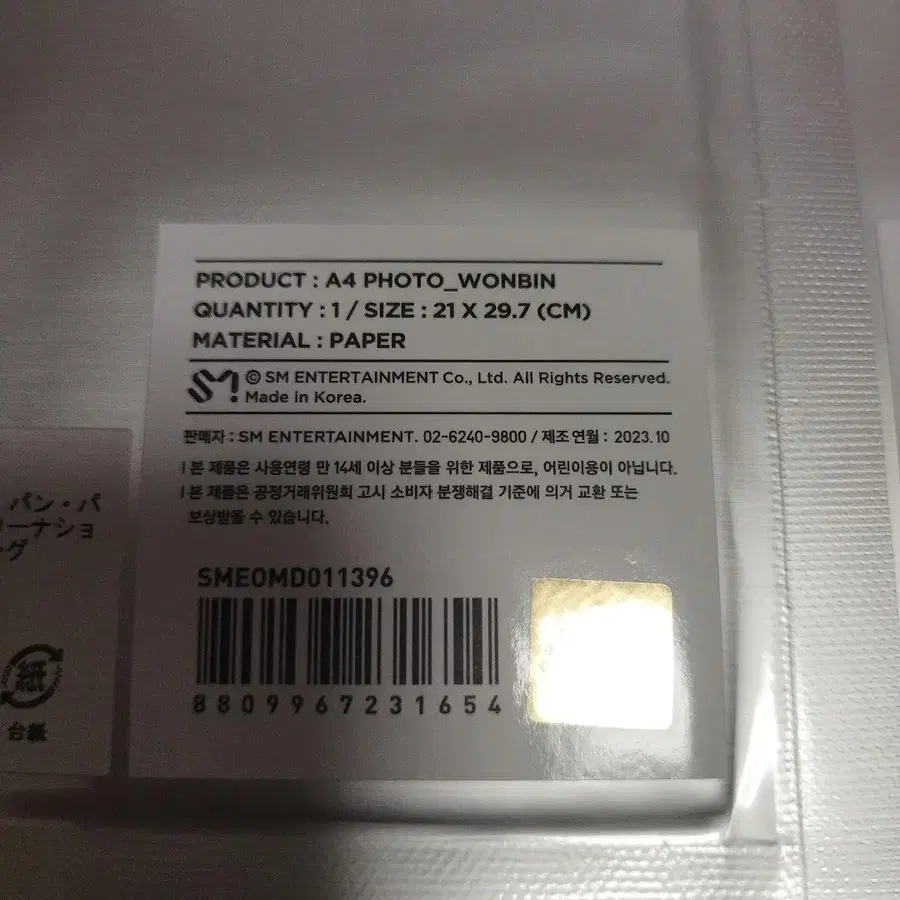 PRODUCT : A4 PHOTO_WONBIN
QUANTITY : 1 / SIZE : 21 X 29.7 (CM)
MATERIAL : PAPER
SM! © SM ENTERTAINMENT Co., Ltd. All Rights Reserved.
Made in Korea.
판매자 : SM ENTERTAINMENT. 02-6240-9800 / 제조연월 : 2023.10
| 본 제품은 사용연령 만 14세 이상 분들을 위한 제품으로, 어린이용이 아닙니다.
| 본 제품은 공정거래위원회 고시 소비자 분쟁해결 기준에 의거 교환 또는
보상받을 수 있습니다.
SMEOMD011396
8809967231654
パン・パ
ーナショ
グ
紙
台紙